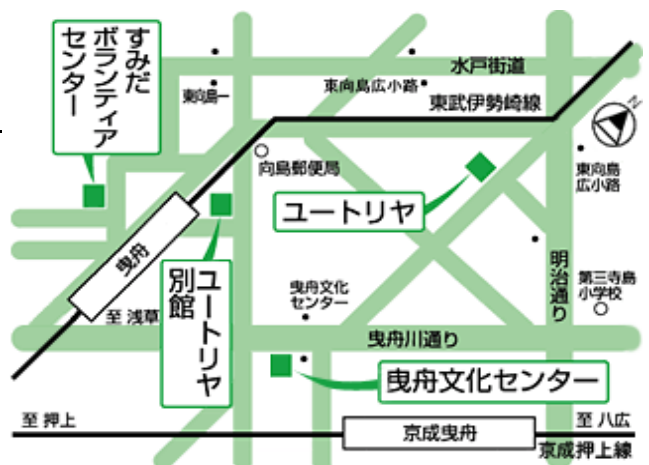 すみだ
ボランティア
センター
東向島一
東向島広小路
水戸街道
東武伊勢崎線
N
向島郵便局
ユートリヤ
東向島
広小路
曳舟
ユートリヤ
別館
至 浅草
曳舟文化
センター
明治通り
第三寺島
小学校
曳舟川通り
曳舟文化センター
至 押上
京成曳舟
至 八広
京成押上線